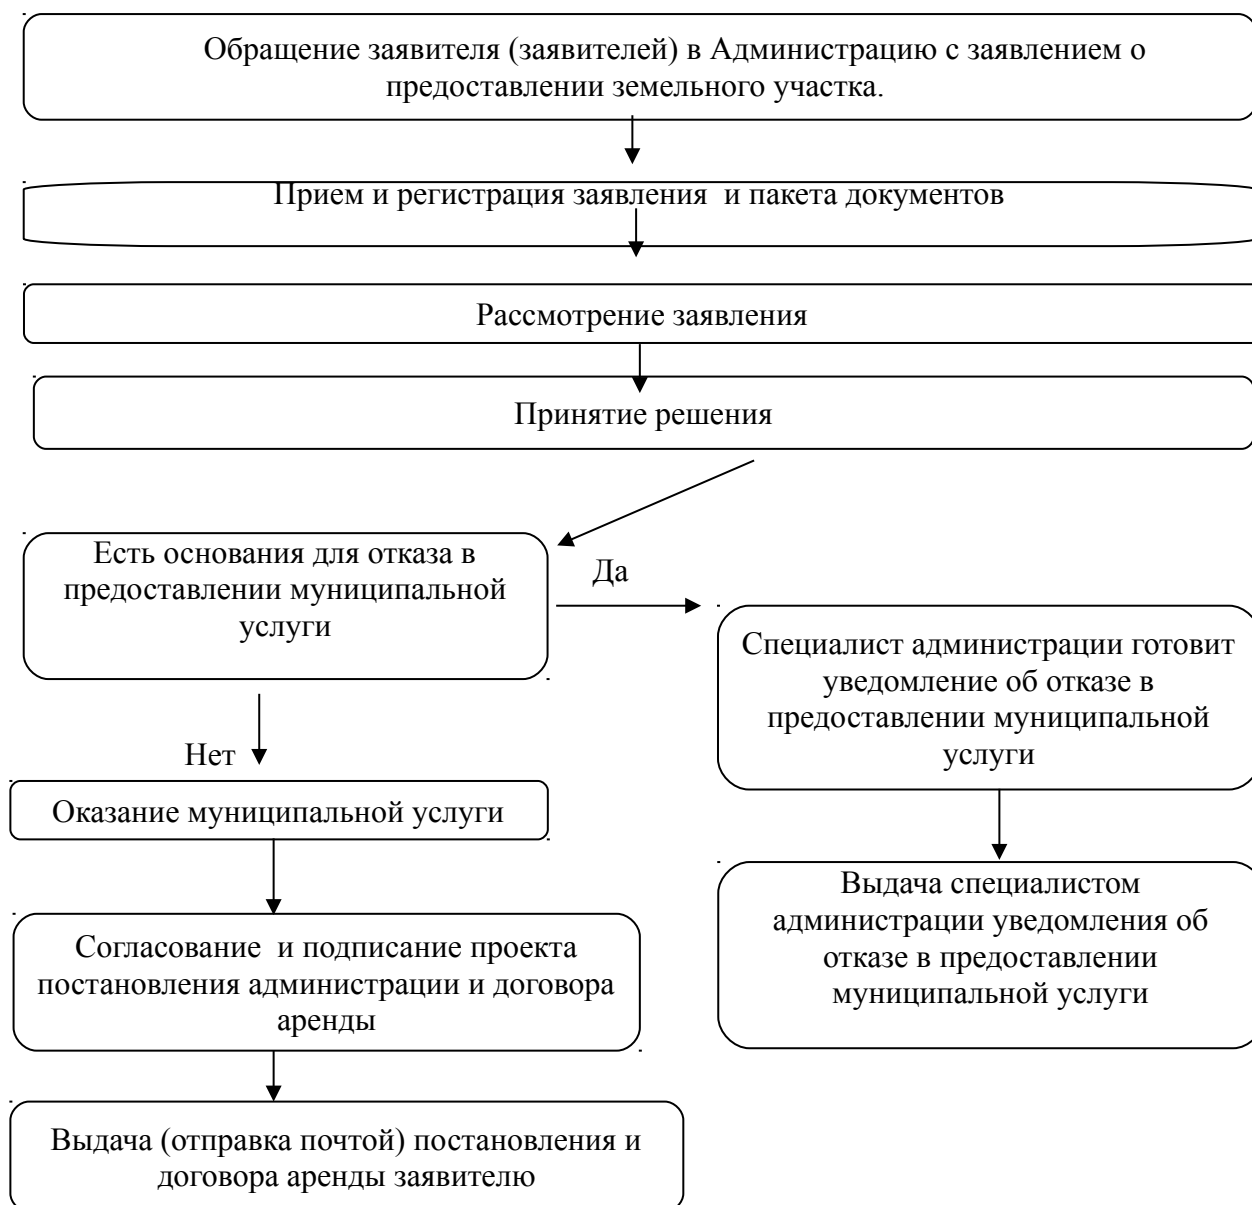 Обращение заявителя (заявителей) в Администрацию с заявлением о
предоставлении земельного участка.
Прием и регистрация заявления и пакета документов
Рассмотрение заявления
Принятие решения
Есть основания для отказа в
предоставлении муниципальной
услуги
Да
Специалист администрации готовит
уведомление об отказе в
предоставлении муниципальной
услуги
Нет
Оказание муниципальной услуги
Выдача специалистом
администрации уведомления об
отказе в предоставлении
муниципальной услуги
Согласование и подписание проекта
постановления администрации и договора
аренды
Выдача (отправка почтой) постановления и
договора аренды заявителю